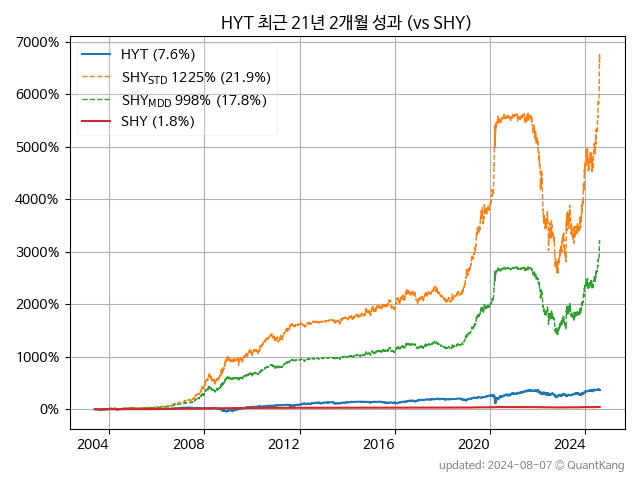 HYT 최근 21년 2개월 성과 (vs SHY)
7000%
6000%
5000%
4000%
3000%
2000%
1000%
0%
HYT (7.6%)
SHYSTD 1225% (21.9%)
SHYMDD 998% (17.8%)
SHY (1.8%)
2004 2008 2012 2016 2020 2024
updated: 2024-08-07 © QuantKang